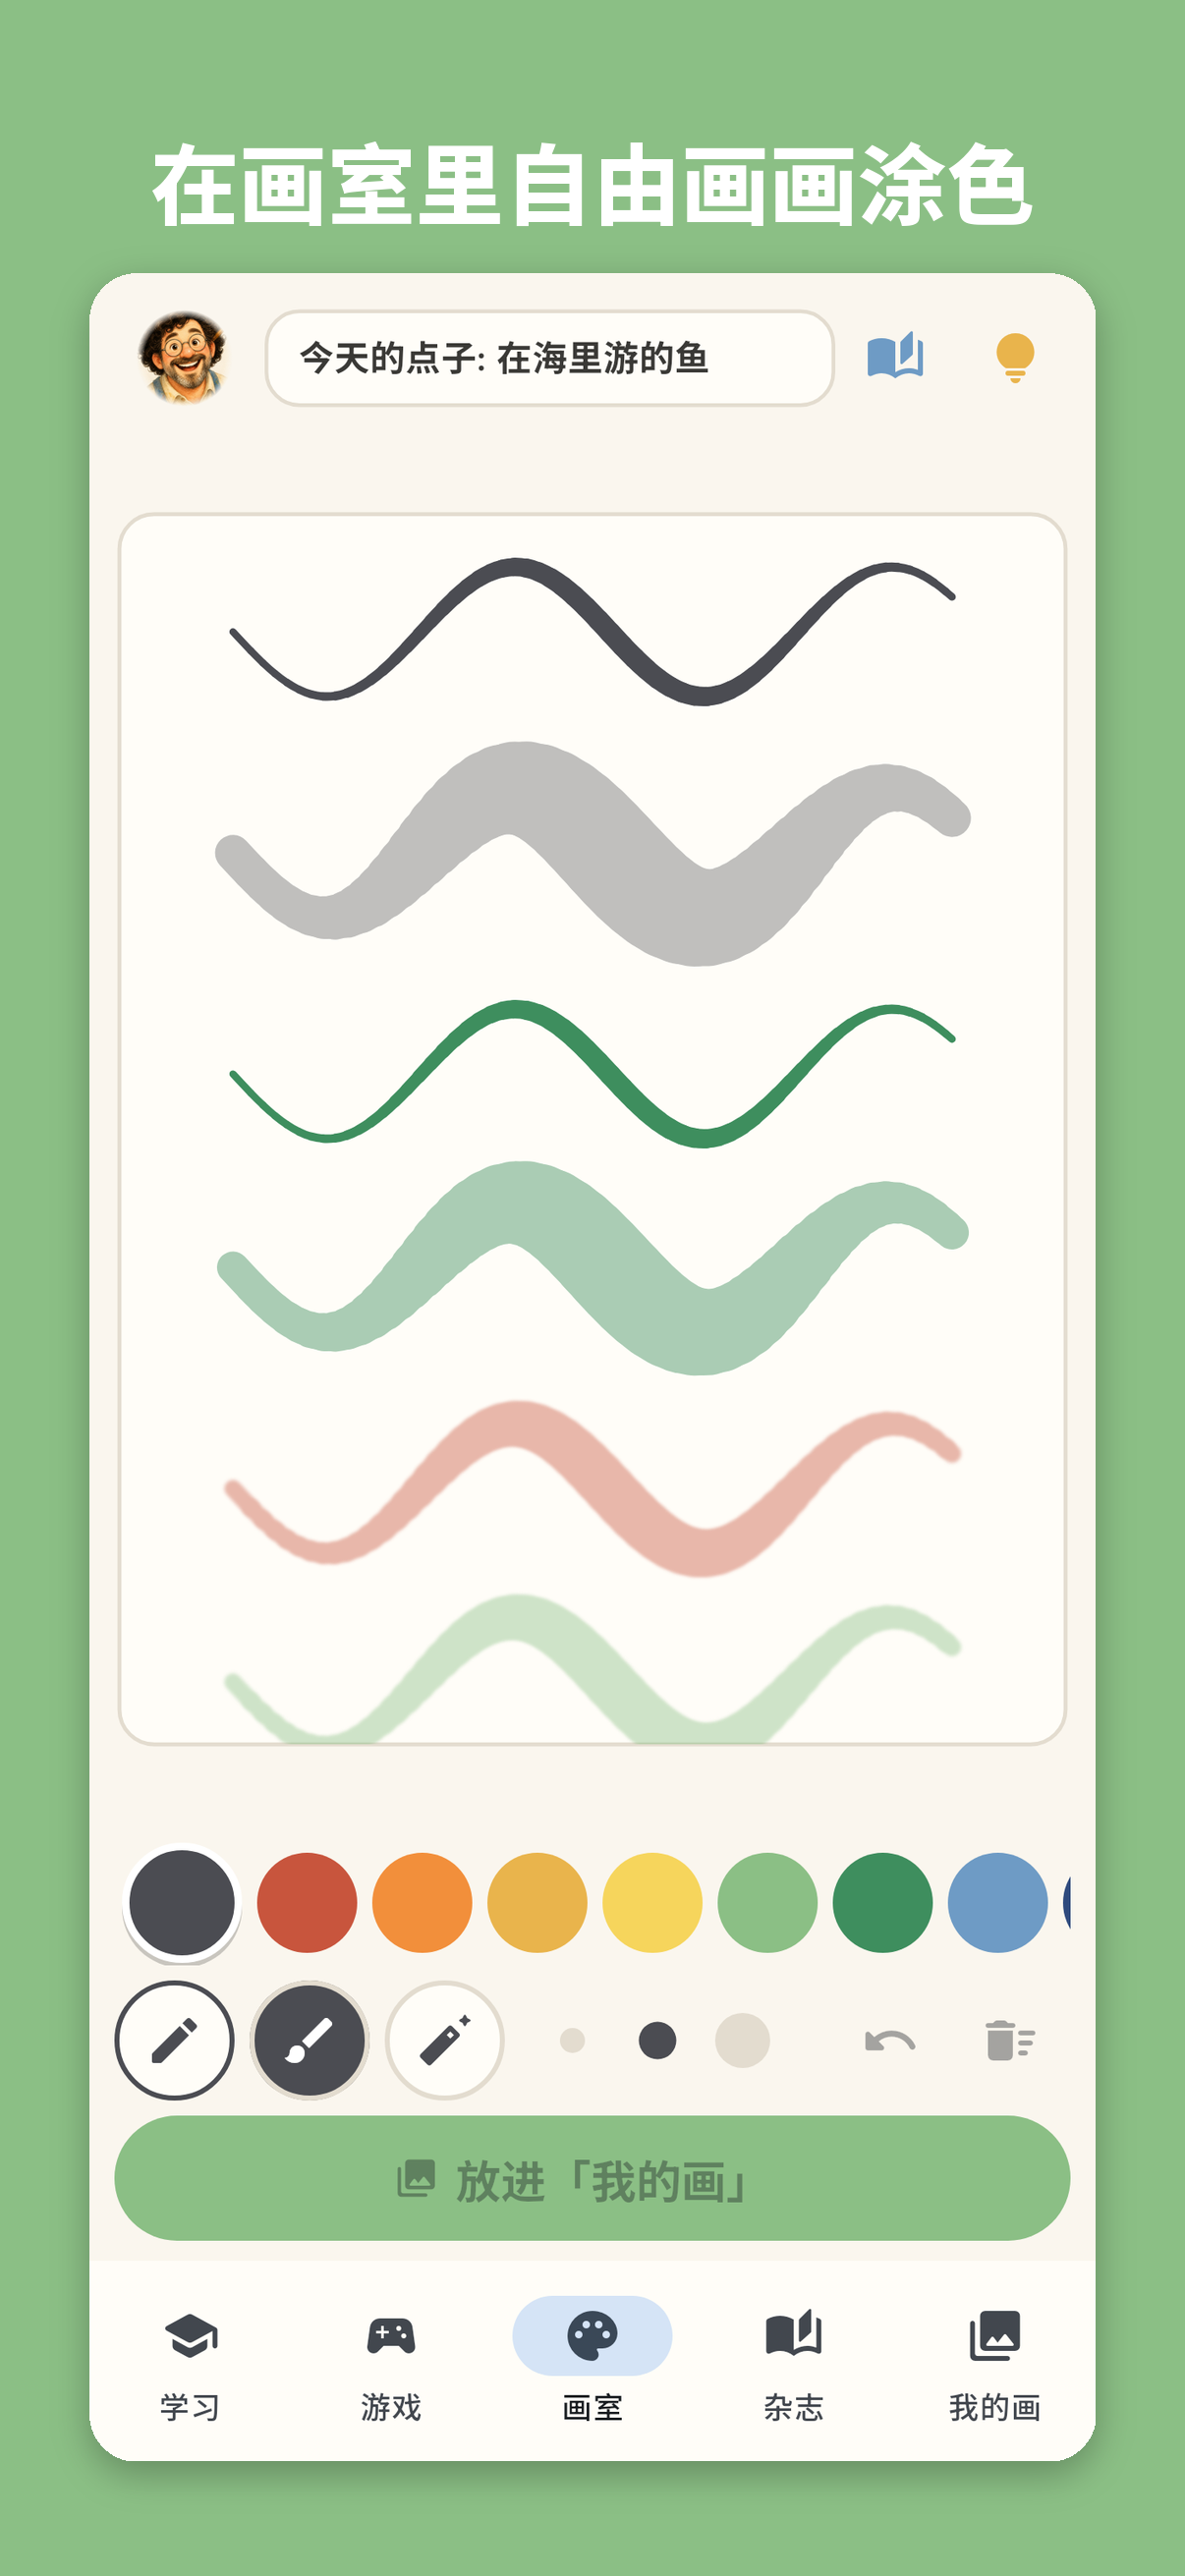 在画室里自由画画涂色
今天的点子: 在海里游的鱼
放进「我的画」
学习
游戏
画室
杂志
我的画